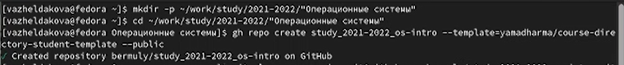 [vazheldakova@fedora ~]$ mkdir -p ~/work/study/2021-2022/"Операционные системы"
[vazheldakova@fedora ~]$ cd ~/work/study/2021-2022/"Операционные системы"
[vazheldakova@fedora Операционные системы]$ gh repo create study_2021-2022_os-intro --template=yamadharma/course-dire
ctory-student-template --public
✓ Created repository bermuly/study_2021-2022_os-intro on GitHub